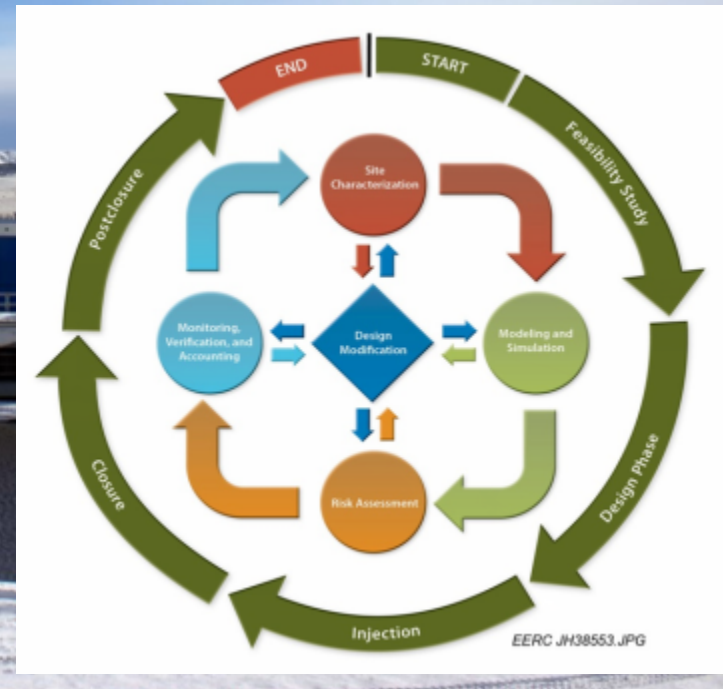 END
START
Feasibility Study
Site
Characterization
Postclosure
Monitoring,
Verification, and
Accounting
Design
Modification
Modeling and
Simulation
Risk Assessment
Design Phase
Closure
Injection
EERC JH38553.JPG